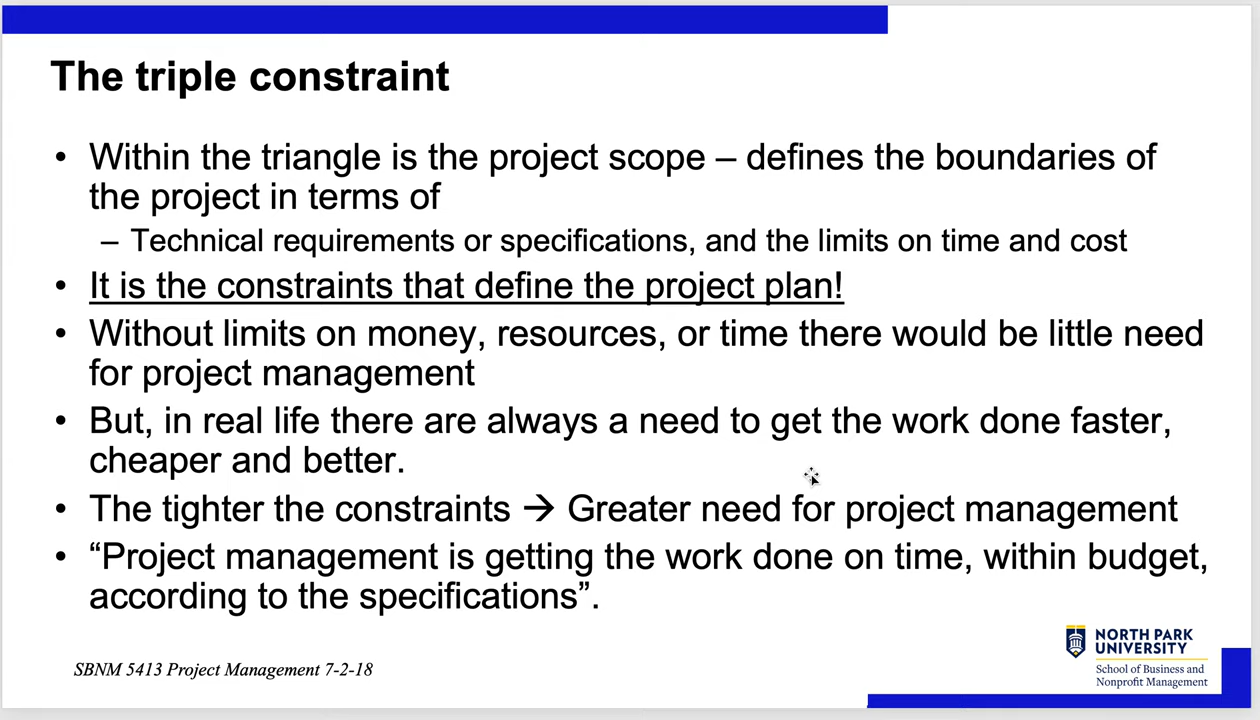 The triple constraint
• Within the triangle is the project scope – defines the boundaries of
the project in terms of
– Technical requirements or specifications, and the limits on time and cost
• It is the constraints that define the project plan!
• Without limits on money, resources, or time there would be little need
for project management
• But, in real life there are always a need to get the work done faster,
cheaper and better.
• The tighter the constraints → Greater need for project management
• “Project management is getting the work done on time, within budget,
according to the specifications”.
SBNM 5413 Project Management 7-2-18
NORTH PARK
UNIVERSITY
School of Business and
Nonprofit Management